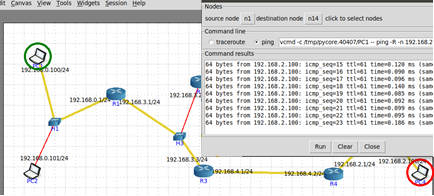 it Canvas View Tools Widgets Session Help
Nodes
source node n1 destination node n14 click to select nodes
Command line
traceroute ping vcmd -c /tmp/pycore.40407/PC1 -- ping -R -n 192.168.2
Command results
64 bytes from 192.168.2.100: icmp_seq=15 ttl=61 time=0.120 ms (sam
64 bytes from 192.168.2.100: icmp_seq=16 ttl=61 time=0.090 ms (sam
64 bytes from 192.168.2.100: icmp_seq=17 ttl=61 time=0.096 ms (sam
64 bytes from 192.168.2.100: icmp_seq=18 ttl=61 time=0.090 ms (sam
64 bytes from 192.168.2.100: icmp_seq=19 ttl=61 time=0.085 ms (sam
64 bytes from 192.168.2.100: icmp_seq=20 ttl=61 time=0.092 ms (sam
64 bytes from 192.168.2.100: icmp_seq=21 ttl=61 time=0.099 ms (sam
64 bytes from 192.168.2.100: icmp_seq=22 ttl=61 time=0.095 ms (sam
64 bytes from 192.168.2.100: icmp_seq=23 ttl=61 time=0.186 ms (sam
Run Clear Close
192.168.0.100/24
192.168.0.1/24
R1
192.168.3.1/24
H1
H3
192.168.0.101/24
PC2
192.168.3.3/24
R3
192.168.4.1/24
192.168.4.2/24
R4
192.168.2.1/24